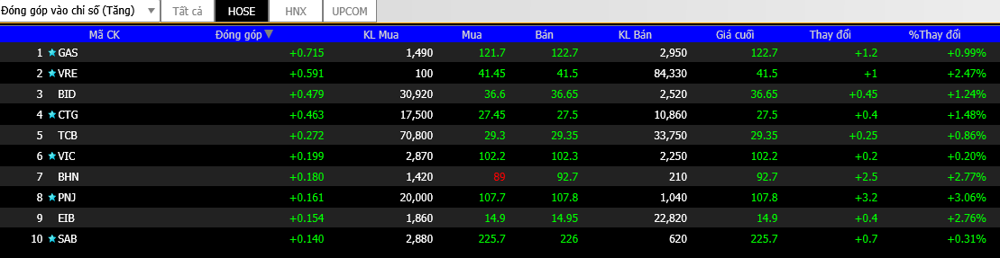 Đóng góp vào chỉ số (Tăng) Tất cả HOSE HNX UPCOM
Mã CK Đóng góp KL Mua Mua Bán KL Bán Giá cuối Thay đổi %Thay đổi
1 GAS +0.715 1,490 121.7 122.7 2,950 122.7 +1.2 +0.99%
2 VRE +0.591 100 41.45 41.5 84,330 41.5 +1 +2.47%
3 BID +0.479 30,920 36.6 36.65 2,520 36.65 +0.45 +1.24%
4 CTG +0.463 17,500 27.45 27.5 10,860 27.5 +0.4 +1.48%
5 TCB +0.272 70,800 29.3 29.35 33,750 29.35 +0.25 +0.86%
6 VIC +0.199 2,870 102.2 102.3 2,250 102.2 +0.2 +0.20%
7 BHN +0.180 1,420 89 92.7 210 92.7 +2.5 +2.77%
8 PNJ +0.161 20,000 107.7 107.8 1,040 107.8 +3.2 +3.06%
9 EIB +0.154 1,860 14.9 14.95 22,820 14.9 +0.4 +2.76%
10 SAB +0.140 2,880 225.7 226 620 225.7 +0.7 +0.31%